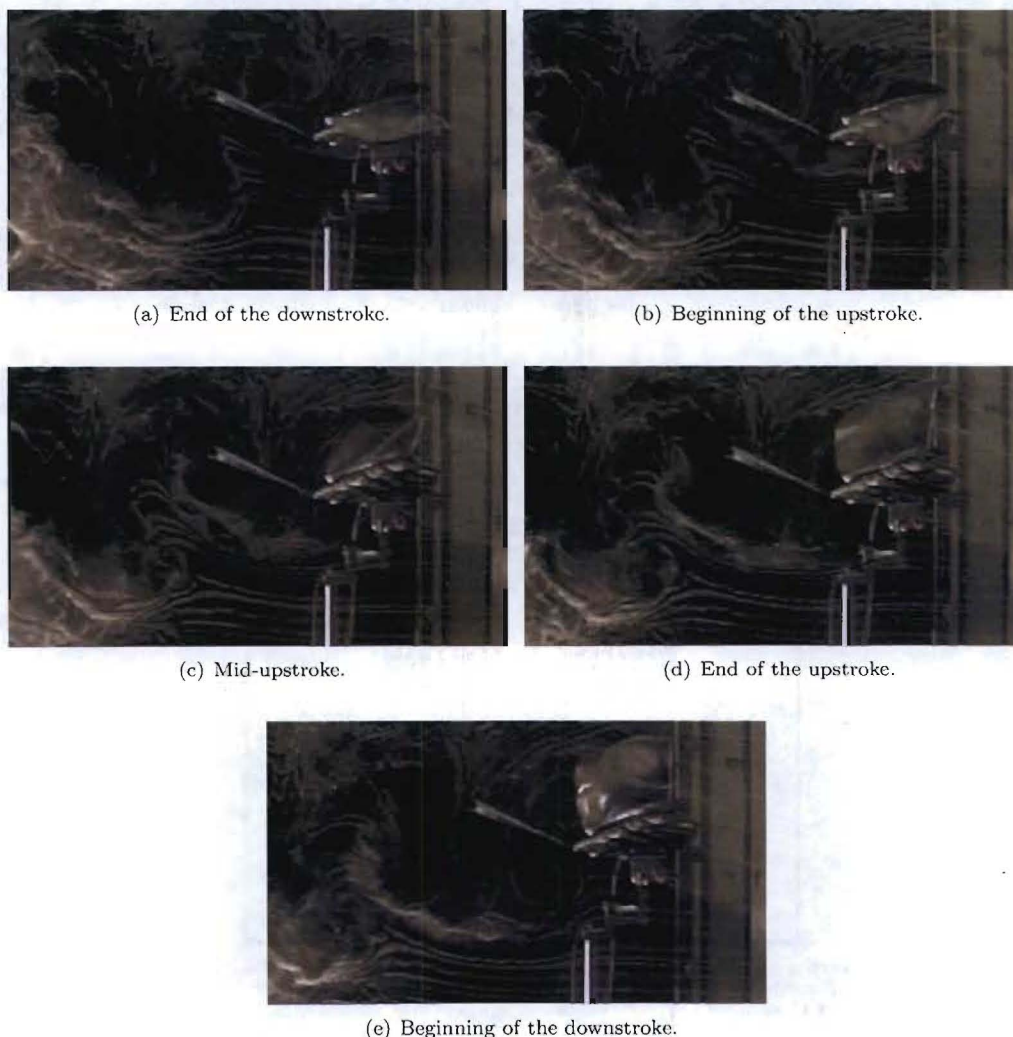 (a) End of the downstroke.
(b) Beginning of the upstroke.
(c) Mid-upstroke.
(d) End of the upstroke.
(e) Beginning of the downstroke.